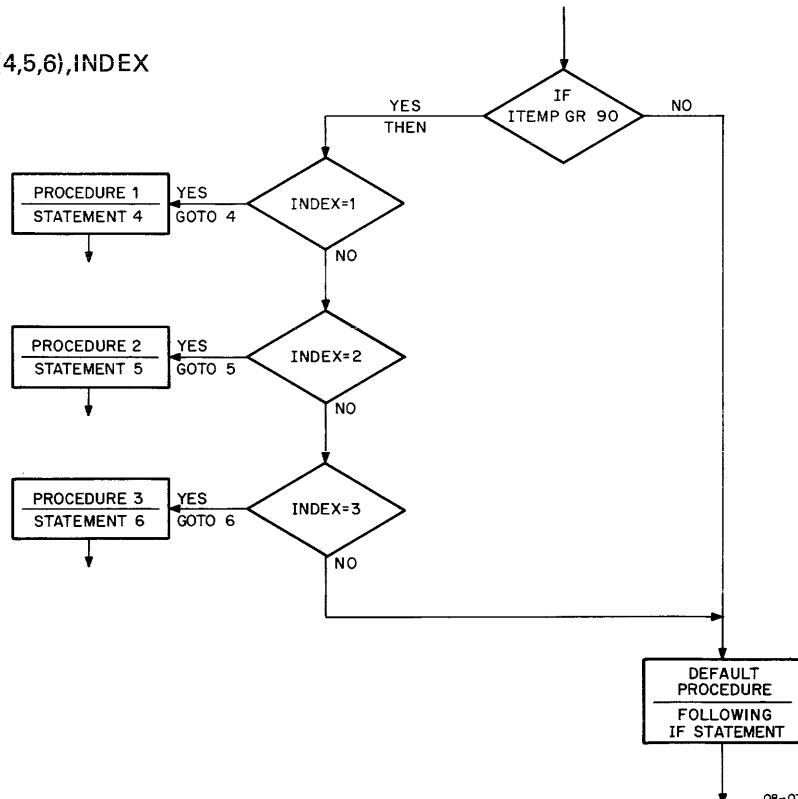 4,5,6),INDEX
IF
ITEMP GR 90
YES
THEN
NO
INDEX=1
YES
GOTO 4
PROCEDURE 1
STATEMENT 4
NO
INDEX=2
YES
GOTO 5
PROCEDURE 2
STATEMENT 5
NO
INDEX=3
YES
GOTO 6
PROCEDURE 3
STATEMENT 6
NO
DEFAULT
PROCEDURE
FOLLOWING
IF STATEMENT